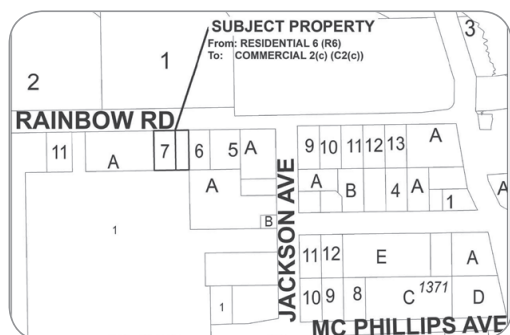 SUBJECT PROPERTY
From: RESIDENTIAL 6 (R6)
To: COMMERCIAL 2(c) (C2(c))
3
1
2
RAINBOW RD
11
A
7
6
5
A
9
10
11
12
13
A
A
A
B
4
A
1
A
1
B
JACKSON AVE
11
12
E
A
1
10
9
8
C
1371
D
MC PHILLIPS AVE